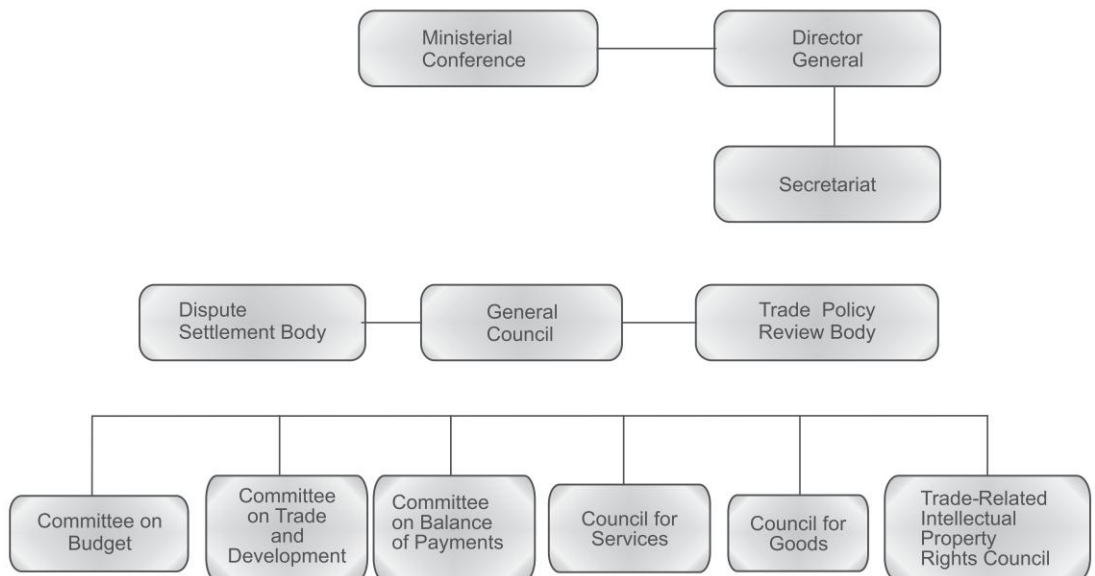 Ministerial
Conference
Director
General
Secretariat
Dispute
Settlement Body
General
Council
Trade Policy
Review Body
Committee on
Budget
Committee
on Trade
and
Development
Committee
on Balance
of Payments
Council for
Services
Council for
Goods
Trade-Related
Intellectual
Property
Rights Council